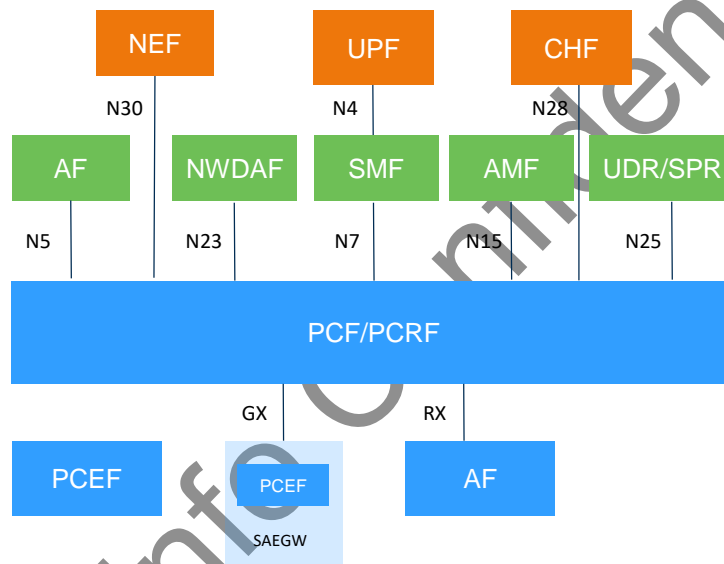 NEF UPF CHF
N30 N4 N28
AF NWDAF SMF AMF UDR/SPR
N5 N23 N7 N15 N25
PCF/PCRF
GX RX
PCEF PCEF AF
SAEGW